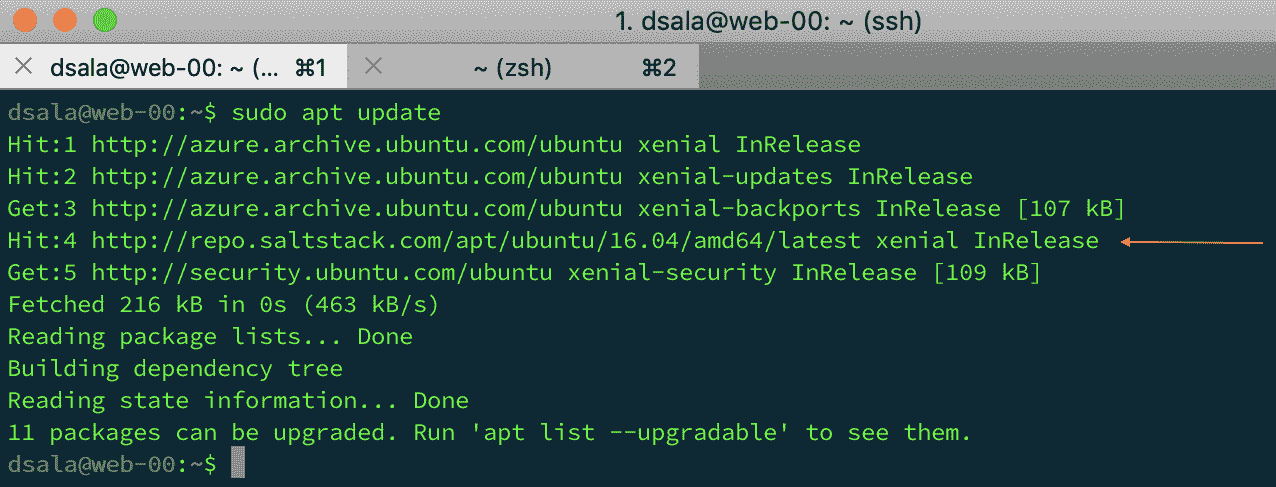 1. dsala@web-00: ~ (ssh)
dsala@web-00: ~ (... ⌘1 ~ (zsh) ⌘2
dsala@web-00:~$ sudo apt update
Hit:1 http://azure.archive.ubuntu.com/ubuntu xenial InRelease
Hit:2 http://azure.archive.ubuntu.com/ubuntu xenial-updates InRelease
Get:3 http://azure.archive.ubuntu.com/ubuntu xenial-backports InRelease [107 kB]
Hit:4 http://repo.saltstack.com/apt/ubuntu/16.04/amd64/latest xenial InRelease
Get:5 http://security.ubuntu.com/ubuntu xenial-security InRelease [109 kB]
Fetched 216 kB in 0s (463 kB/s)
Reading package lists... Done
Building dependency tree
Reading state information... Done
11 packages can be upgraded. Run 'apt list --upgradable' to see them.
dsala@web-00:~$